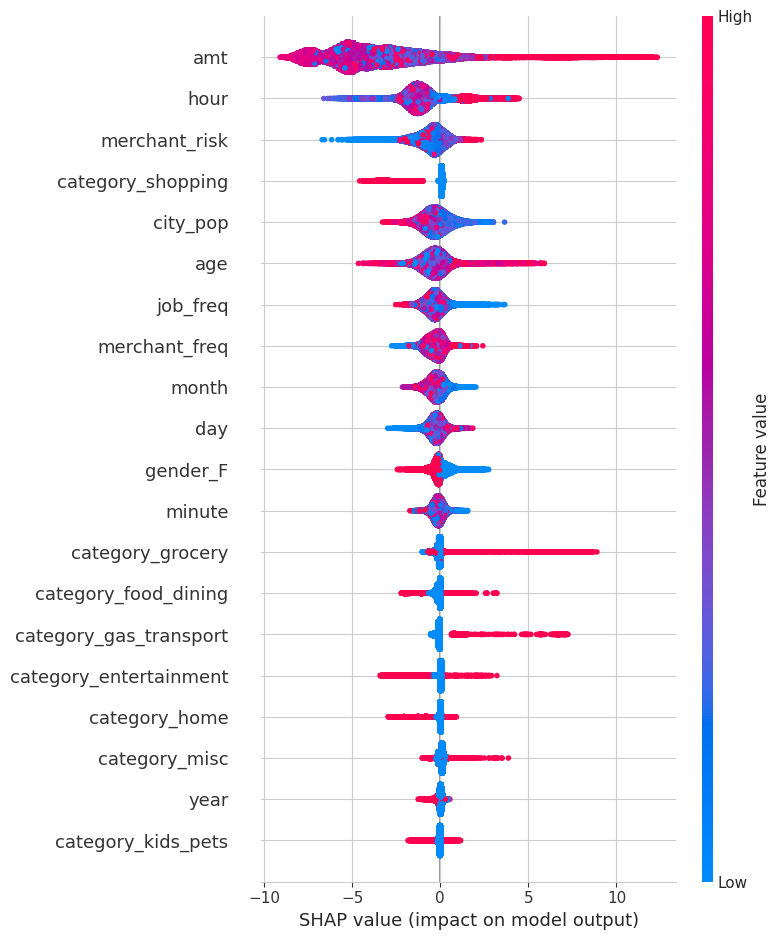 High
amt
hour
merchant_risk
category_shopping
city_pop
age
job_freq
merchant_freq
month
day
gender_F
minute
category_grocery
category_food_dining
category_gas_transport
category_entertainment
category_home
category_misc
year
category_kids_pets
Feature value
Low
−10 −5 0 5 10
SHAP value (impact on model output)